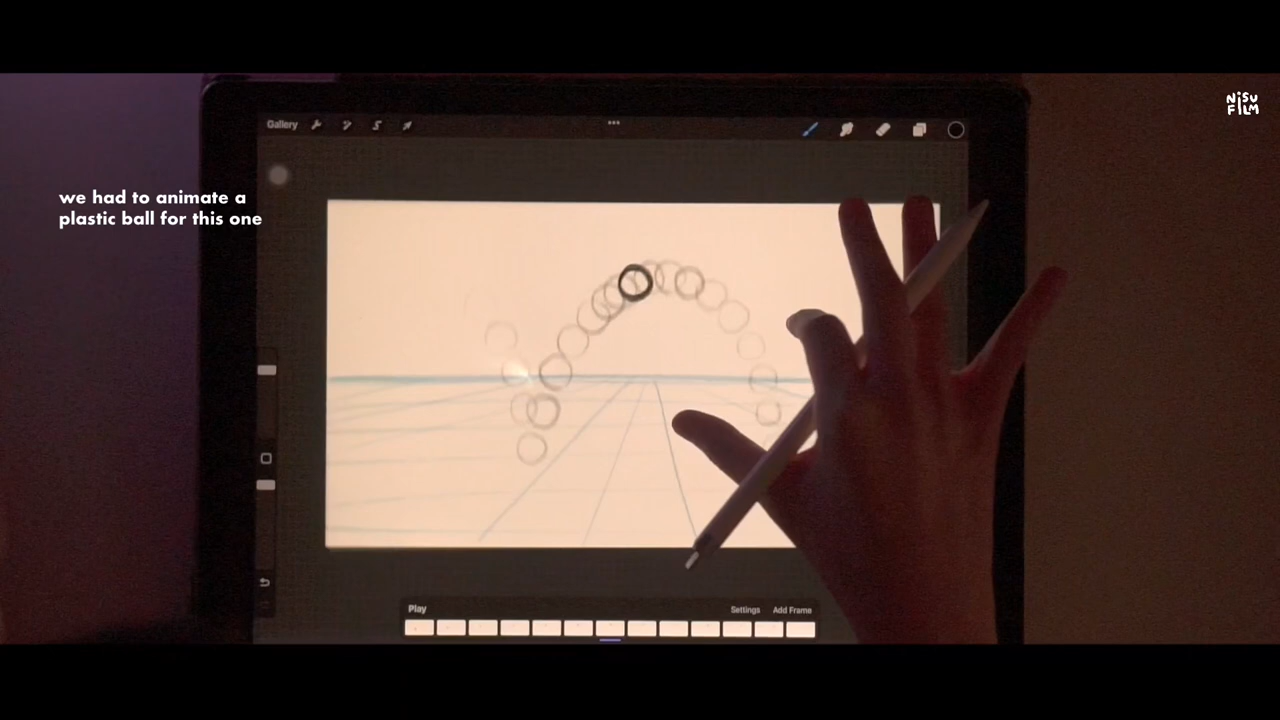 NiSU
FILM
Gallery
we had to animate a
plastic ball for this one
Play
Settings
Add Frame